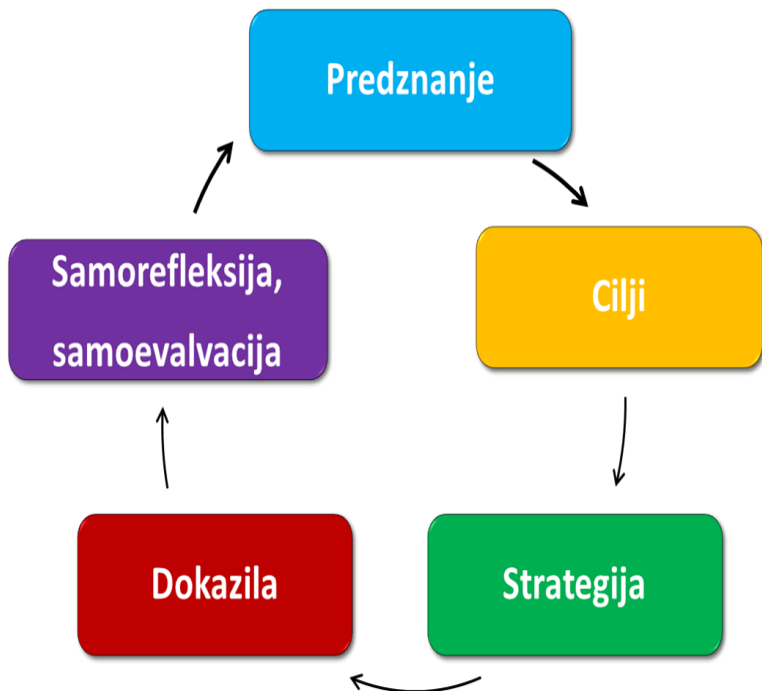 Predznanje
Cilji
Strategija
Dokazila
Samorefleksija,
samoevalvacija